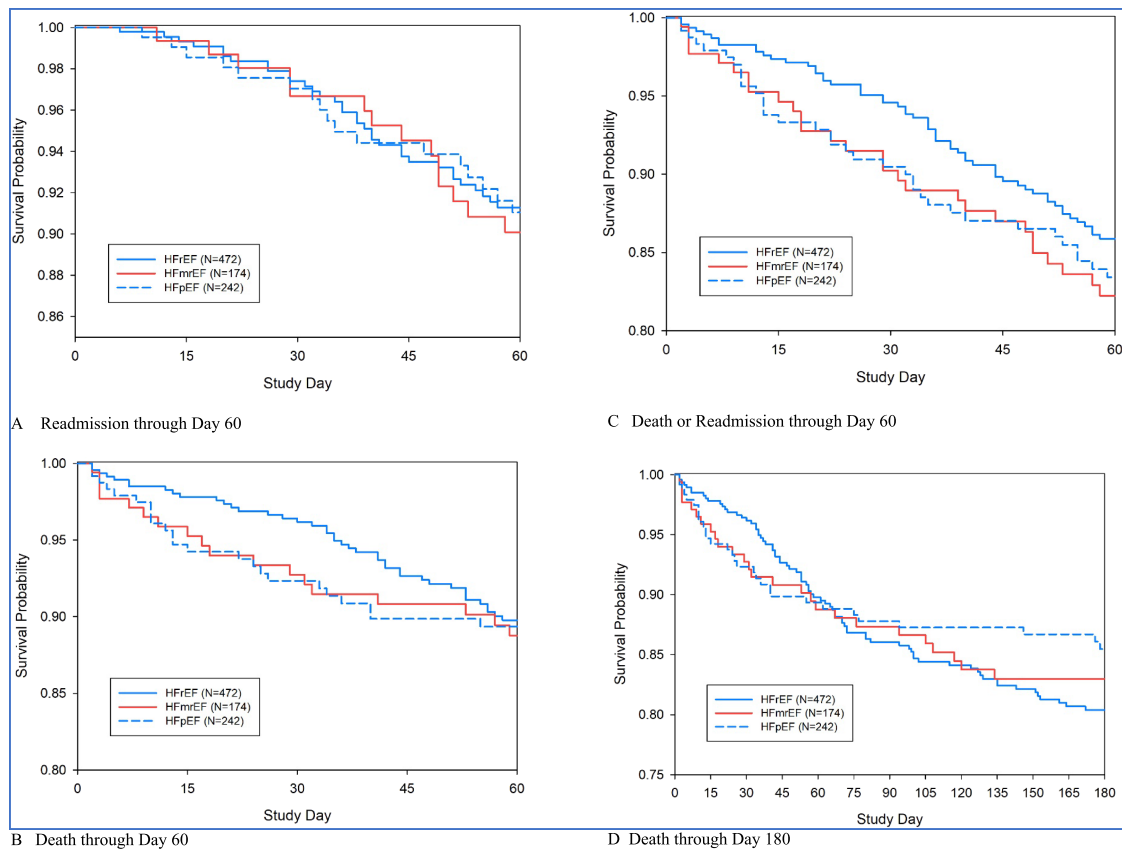 1.00
0.98
0.96
0.94
0.92
0.90
0.88
0.86
Survival Probability
HFrEF (N=472)
HFmrEF (N=174)
HFpEF (N=242)
0 15 30 45 60
Study Day
A Readmission through Day 60
1.00
0.95
0.90
0.85
0.80
Survival Probability
HFrEF (N=472)
HFmrEF (N=174)
HFpEF (N=242)
0 15 30 45 60
Study Day
B Death through Day 60
1.00
0.95
0.90
0.85
0.80
Survival Probability
HFrEF (N=472)
HFmrEF (N=174)
HFpEF (N=242)
0 15 30 45 60
Study Day
C Death or Readmission through Day 60
1.00
0.95
0.90
0.85
0.80
0.75
Survival Probability
HFrEF (N=472)
HFmrEF (N=174)
HFpEF (N=242)
0 15 30 45 60 75 90 105 120 135 145 165 180
Study Day
D Death through Day 180